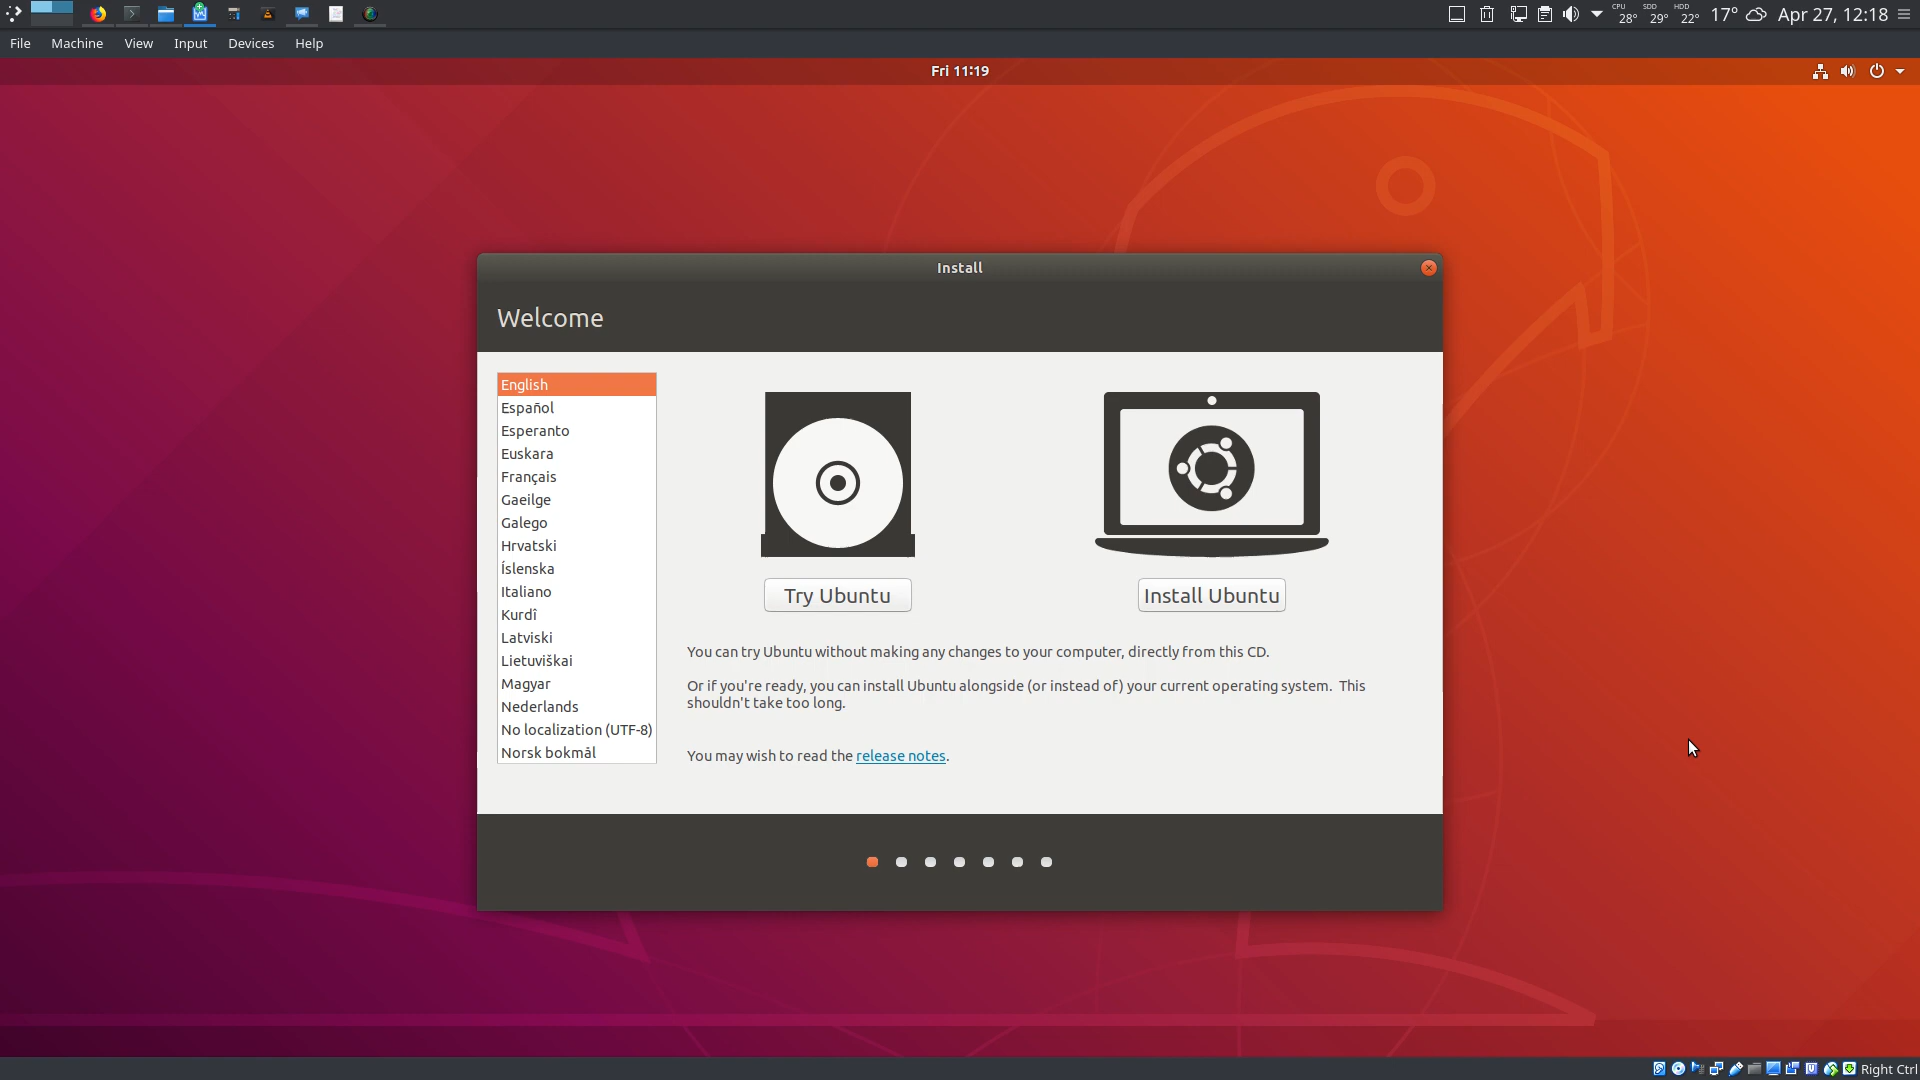 CPU 28° SDD 29° HDD 22° 17° Apr 27, 12:18
File Machine View Input Devices Help
Fri 11:19
Install
Welcome
English
Español
Esperanto
Euskara
Français
Gaeilge
Galego
Hrvatski
Íslenska
Italiano
Kurdî
Latviski
Lietuviškai
Magyar
Nederlands
No localization (UTF-8)
Norsk bokmål
Try Ubuntu
Install Ubuntu
You can try Ubuntu without making any changes to your computer, directly from this CD.
Or if you're ready, you can install Ubuntu alongside (or instead of) your current operating system. This
shouldn't take too long.
You may wish to read the release notes.
Right Ctrl